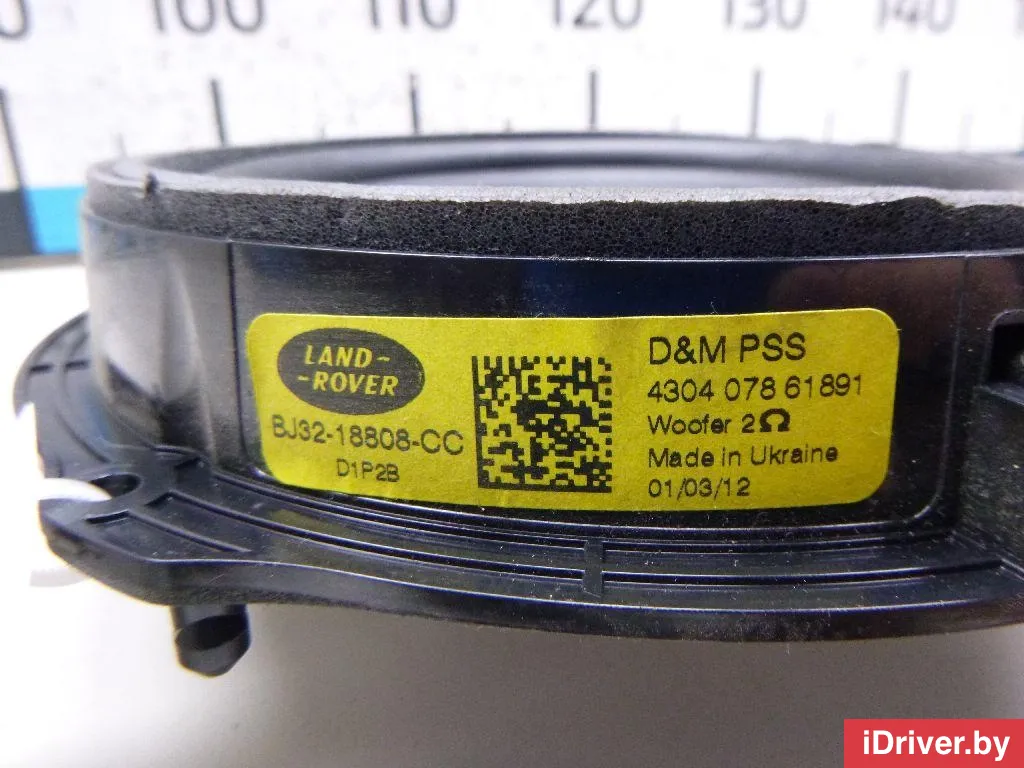 100
110
120
130
140
LAND-
-ROVER
BJ32-18808-CC
D1P2B
D&M PSS
4304 078 61891
Woofer 2Ω
Made in Ukraine
01/03/12
iDriver.by